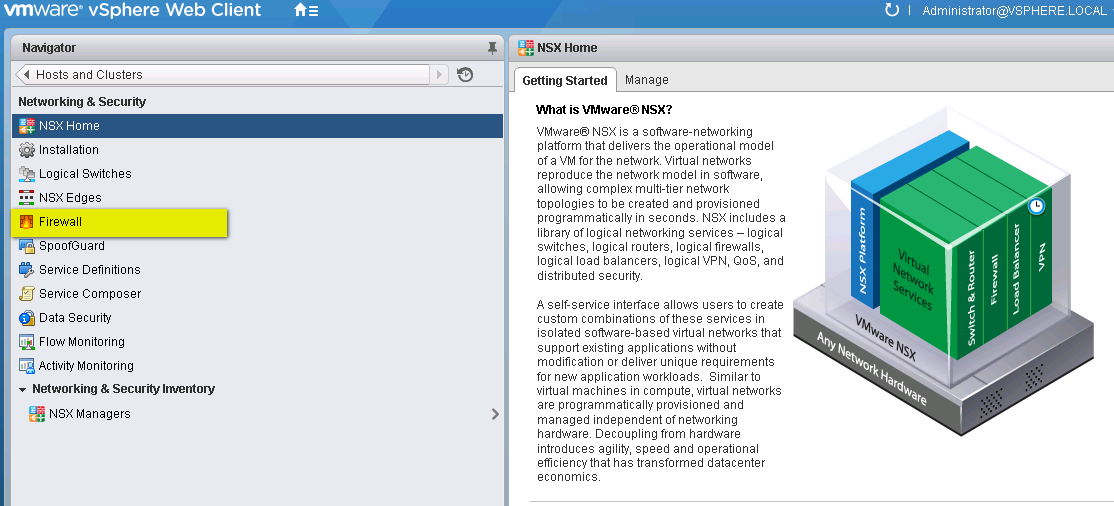 vmware® vSphere Web Client
Administrator@VSPHERE.LOCAL
Navigator
Hosts and Clusters
Networking & Security
NSX Home
Installation
Logical Switches
NSX Edges
Firewall
SpoofGuard
Service Definitions
Service Composer
Data Security
Flow Monitoring
Activity Monitoring
Networking & Security Inventory
NSX Managers
NSX Home
Getting Started
Manage
What is VMware® NSX?
VMware® NSX is a software-networking
platform that delivers the operational model
of a VM for the network. Virtual networks
reproduce the network model in software,
allowing complex multi-tier network
topologies to be created and provisioned
programmatically in seconds. NSX includes a
library of logical networking services – logical
switches, logical routers, logical firewalls,
logical load balancers, logical VPN, QoS, and
distributed security.
A self-service interface allows users to create
custom combinations of these services in
isolated software-based virtual networks that
support existing applications without
modification or deliver unique requirements
for new application workloads.  Similar to
virtual machines in compute, virtual networks
are programmatically provisioned and
managed independent of networking
hardware. Decoupling from hardware
introduces agility, speed and operational
efficiency that has transformed datacenter
economics.
NSX Platform
Virtual
Network
Services
Switch & Router
Firewall
Load Balancer
VPN
VMware NSX
Any Network Hardware